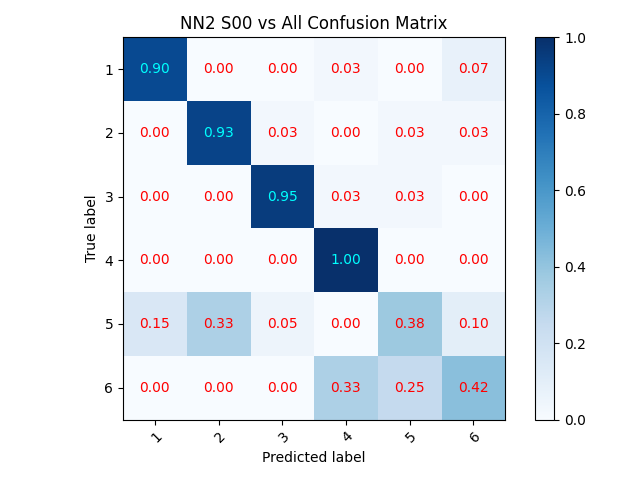 NN2 S00 vs All Confusion Matrix
True label
1 0.90 0.00 0.00 0.03 0.00 0.07
2 0.00 0.93 0.03 0.00 0.03 0.03
3 0.00 0.00 0.95 0.03 0.03 0.00
4 0.00 0.00 0.00 1.00 0.00 0.00
5 0.15 0.33 0.05 0.00 0.38 0.10
6 0.00 0.00 0.00 0.33 0.25 0.42
1 2 3 4 5 6
Predicted label
1.0
0.8
0.6
0.4
0.2
0.0